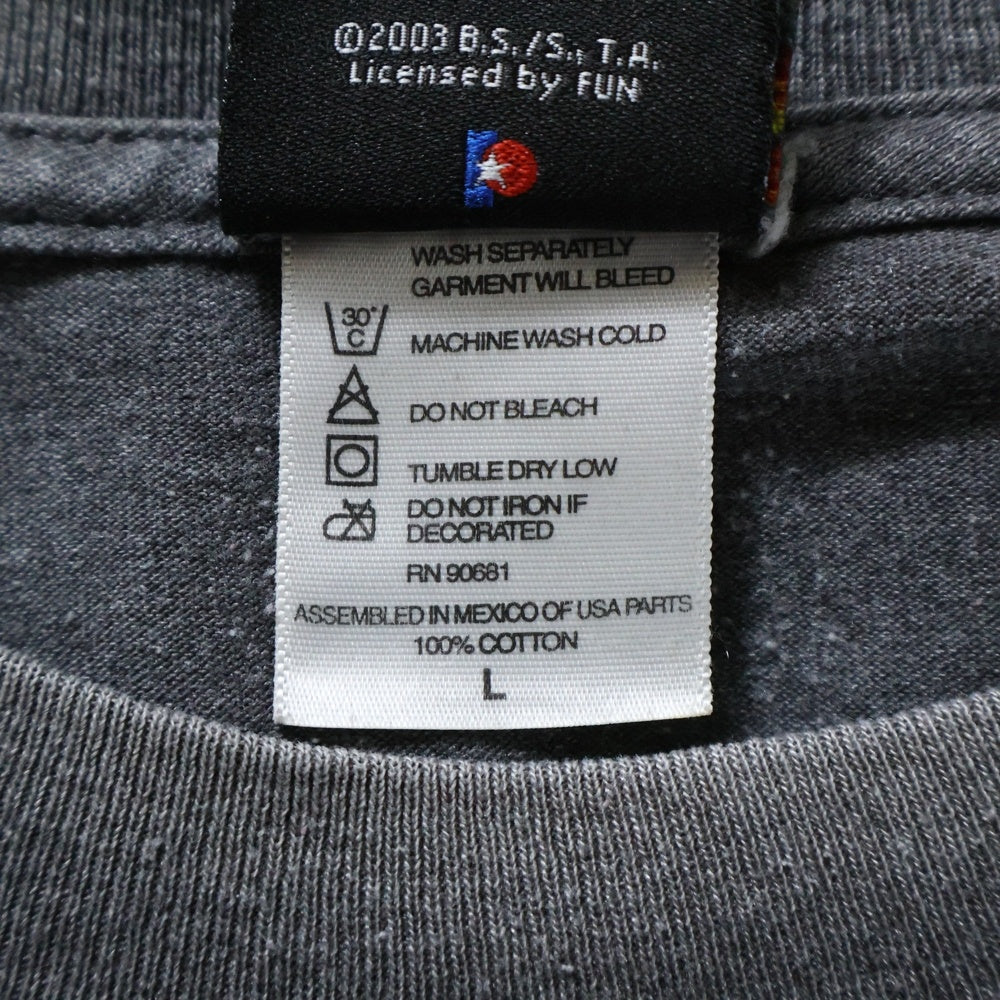 ©2003 B.S./S., T.A.
Licensed by FUN
WASH SEPARATELY
GARMENT WILL BLEED
30°
C
MACHINE WASH COLD
DO NOT BLEACH
TUMBLE DRY LOW
DO NOT IRON IF
DECORATED
RN 90681
ASSEMBLED IN MEXICO OF USA PARTS
100% COTTON
L